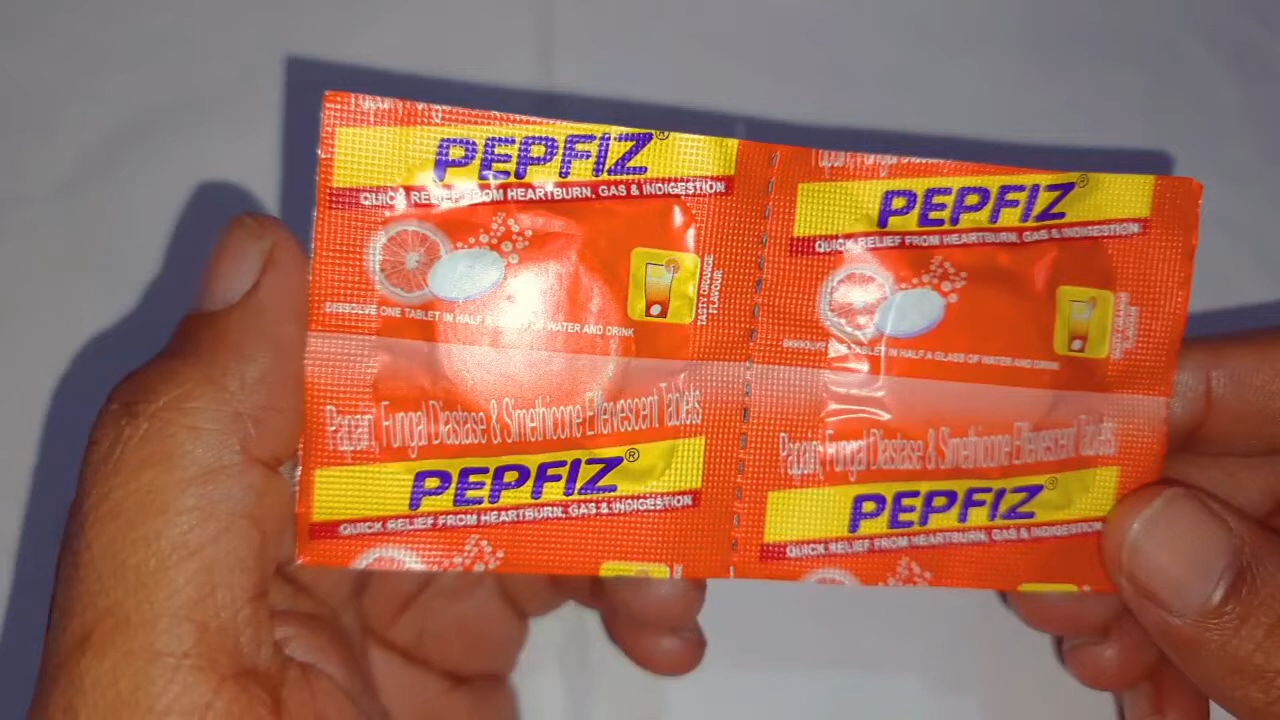 PEPFIZ®
QUICK RELIEF FROM HEARTBURN, GAS & INDIGESTION
TASTY ORANGE
FLAVOUR
DISSOLVE ONE TABLET IN HALF A OF WATER AND DRINK
Papain, Fungal Diastase & Simethicone Effervescent Tablets
PEPFIZ®
QUICK RELIEF FROM HEARTBURN, GAS & INDIGESTION
Papain, Fungal Diastase
PEPFIZ®
QUICK RELIEF FROM HEARTBURN, GAS & INDIGESTION
DISSOLVE ONE TABLET IN HALF A GLASS OF WATER AND DRINK
Papain, Fungal Diastase & Simethicone Effervescent Tablets
PEPFIZ®
QUICK RELIEF FROM HEARTBURN, GAS & INDIGESTION